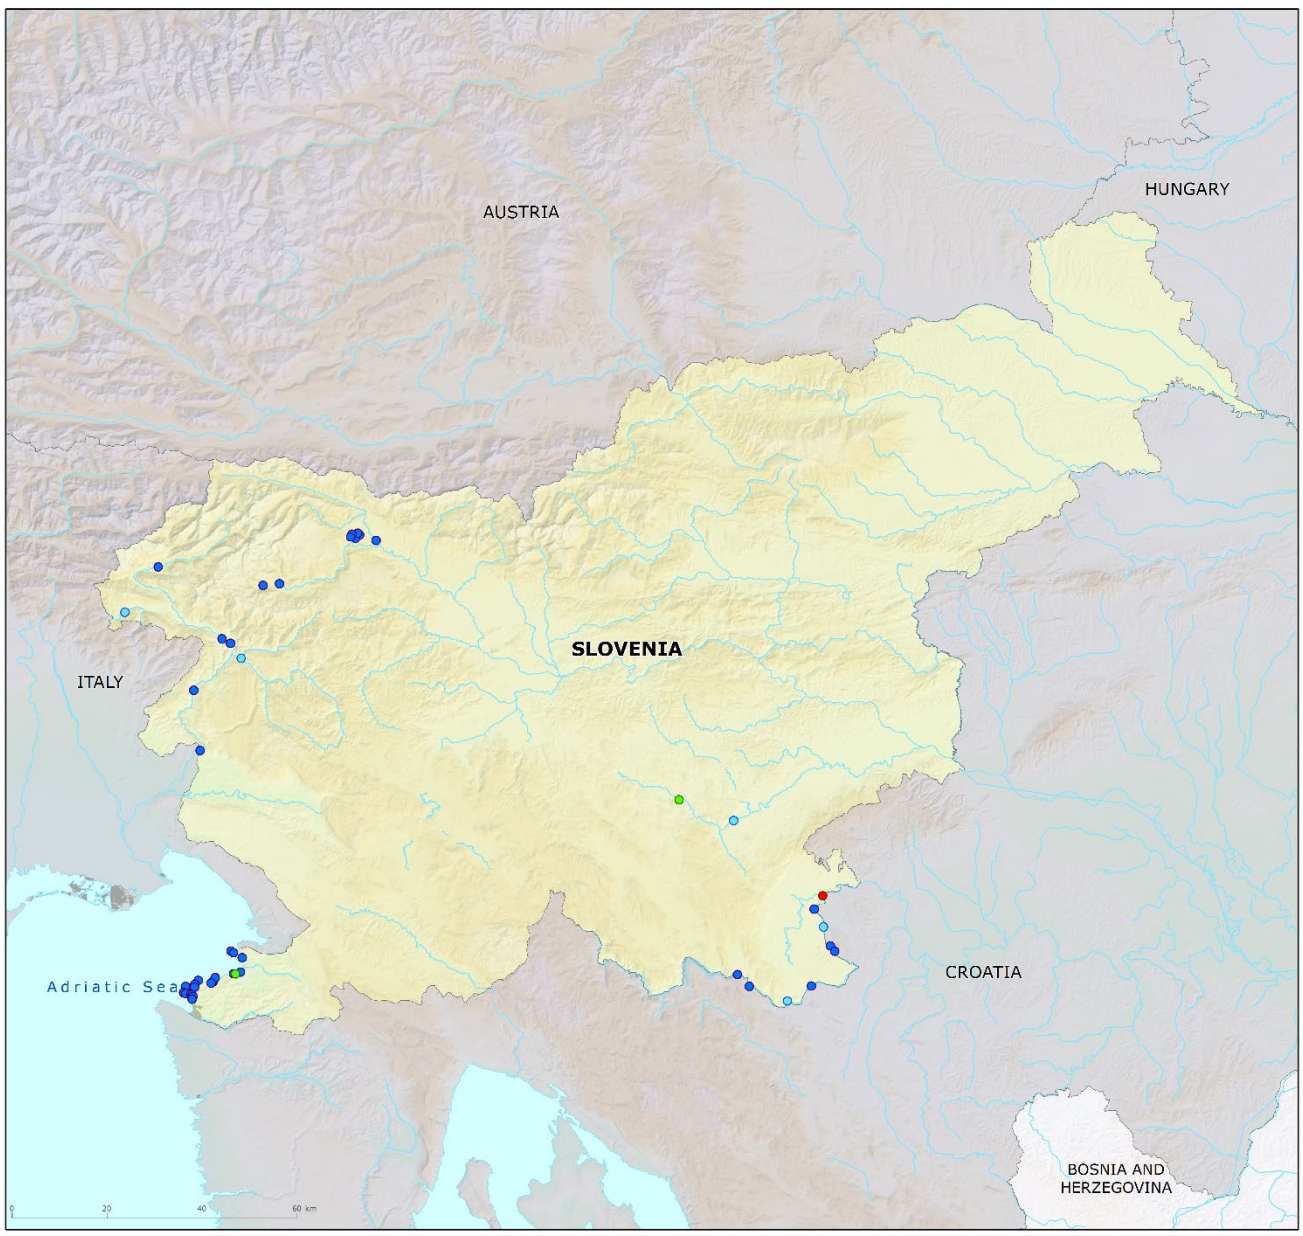 HUNGARY
AUSTRIA
SLOVENIA
ITALY
CROATIA
Adriatic Sea
BOSNIA AND
HERZEGOVINA
0 20 40 60 km